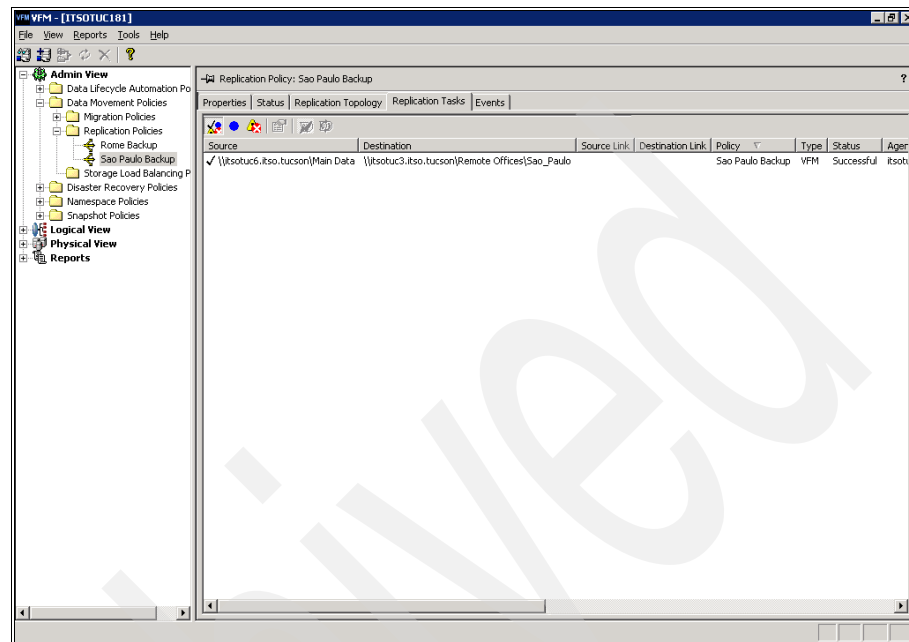 VFM VFM - [ITSOTUC181]
File View Reports Tools Help
Admin View
Data Lifecycle Automation Po
Data Movement Policies
Migration Policies
Replication Policies
Rome Backup
Sao Paulo Backup
Storage Load Balancing P
Disaster Recovery Policies
Namespace Policies
Snapshot Policies
Logical View
Physical View
Reports
Replication Policy: Sao Paulo Backup ?
Properties Status Replication Topology Replication Tasks Events
Source Destination Source Link Destination Link Policy Type Status Agen
\\itsotuc6.itso.tucson\Main Data \\itsotuc3.itso.tucson\Remote Offices\Sao_Paulo Sao Paulo Backup VFM Successful itsotu
hived